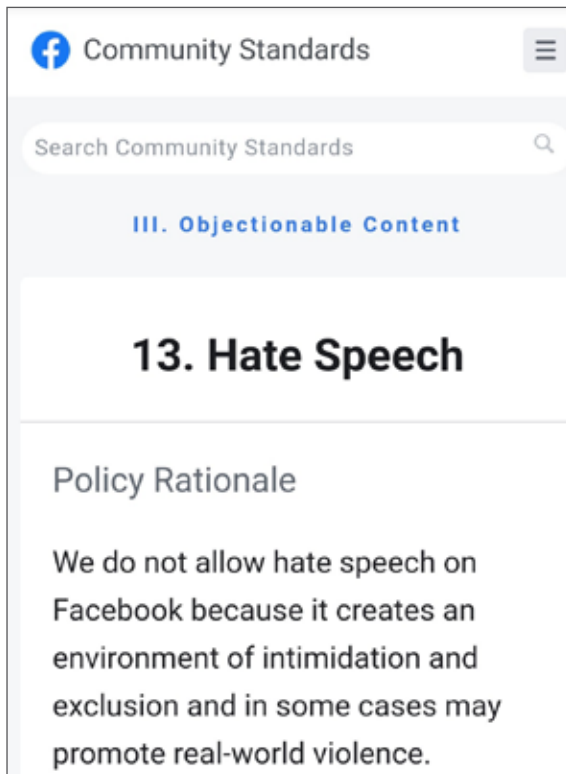 Community Standards
Search Community Standards
III. Objectionable Content
13. Hate Speech
Policy Rationale
We do not allow hate speech on
Facebook because it creates an
environment of intimidation and
exclusion and in some cases may
promote real-world violence.